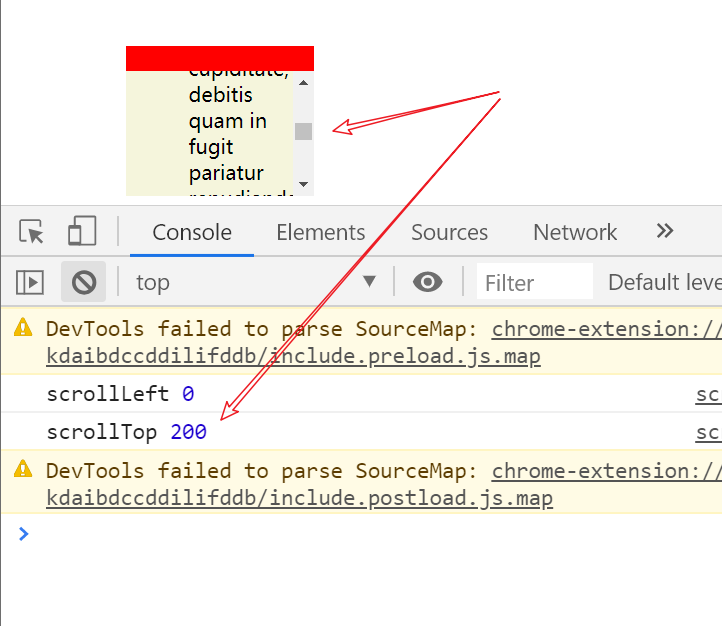 cupiditate,
debitis
quam in
fugit
pariatur
Console Elements Sources Network
top Filter Default leve
DevTools failed to parse SourceMap: chrome-extension://
kdaibdccddilifddb/include.preload.js.map
scrollLeft 0 sc
scrollTop 200 sc
DevTools failed to parse SourceMap: chrome-extension://
kdaibdccddilifddb/include.postload.js.map